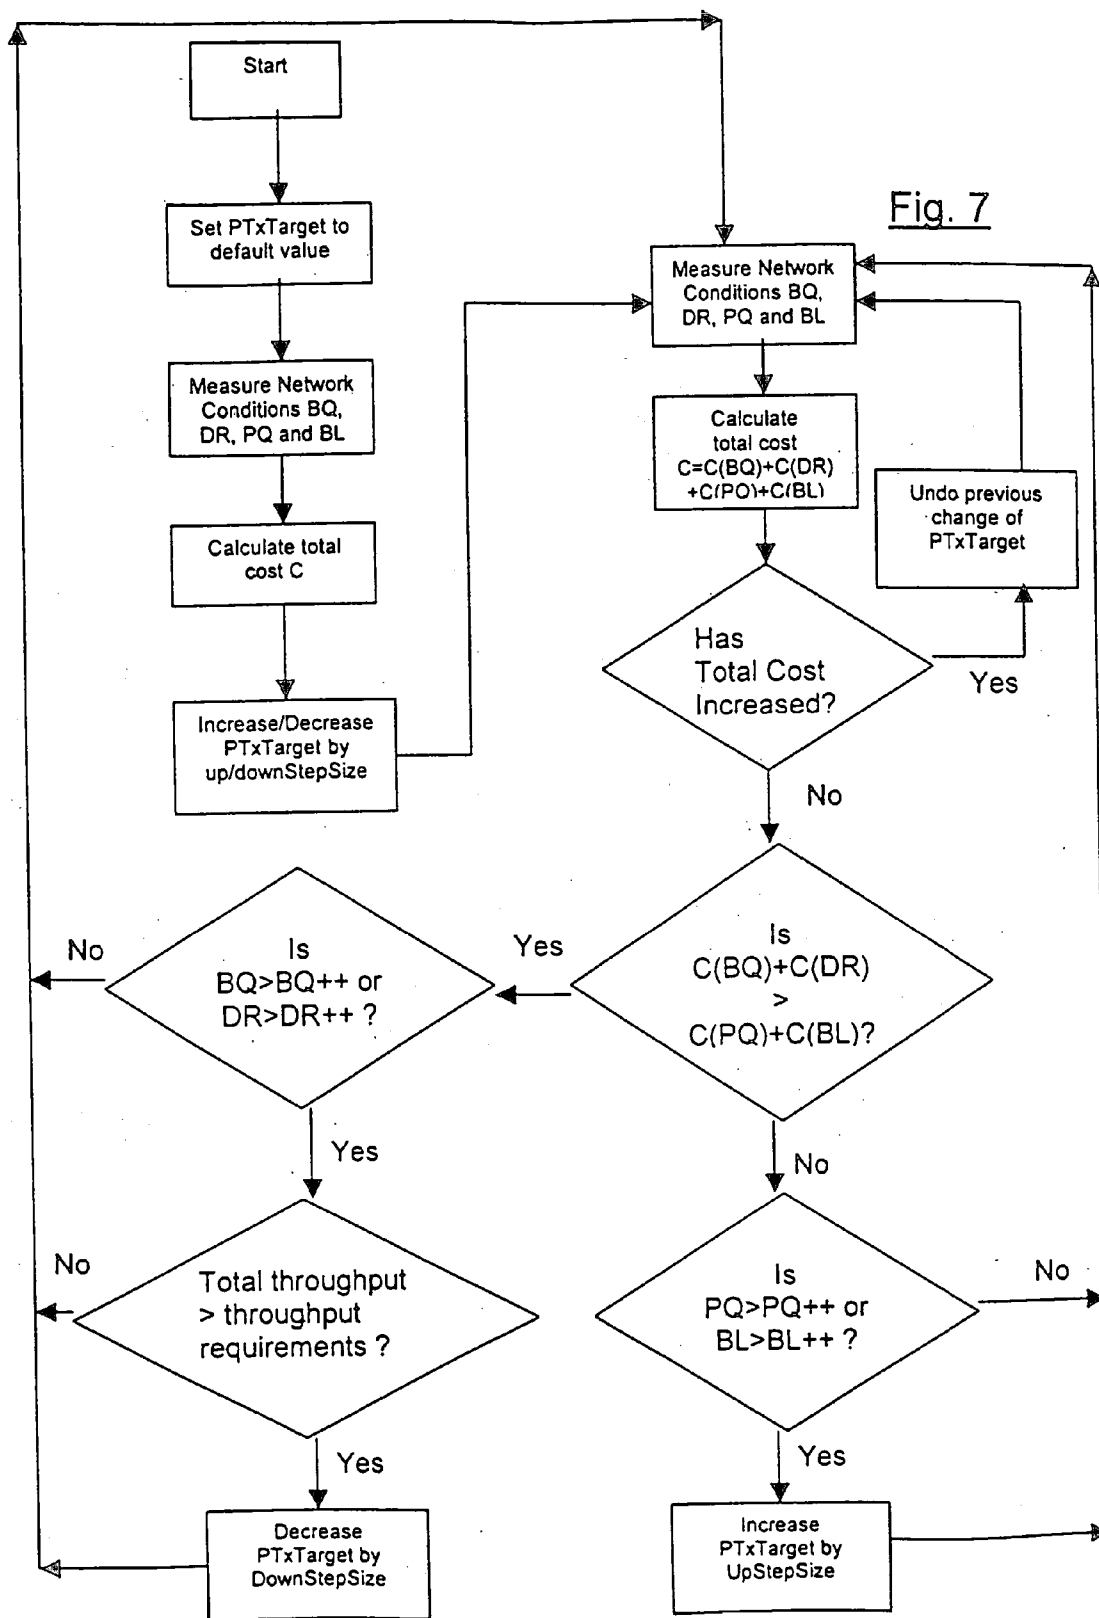 Start
Set PTxTarget to
default value
Measure Network
Conditions BQ,
DR, PQ and BL
Calculate total
cost C
Increase/Decrease
PTxTarget by
up/downStepSize
Fig. 7
Measure Network
Conditions BQ,
DR, PQ and BL
Calculate
total cost
C=C(BQ)+C(DR)
+C(PQ)+C(BL)
Undo previous
change of
PTxTarget
Has
Total Cost
Increased?
Yes
No
Is
C(BQ)+C(DR)
>
C(PQ)+C(BL)?
Yes
No
Is
BQ>BQ++ or
DR>DR++ ?
No
Yes
Total throughput
> throughput
requirements ?
No
Yes
Decrease
PTxTarget by
DownStepSize
Is
PQ>PQ++ or
BL>BL++ ?
No
Yes
Increase
PTxTarget by
UpStepSize